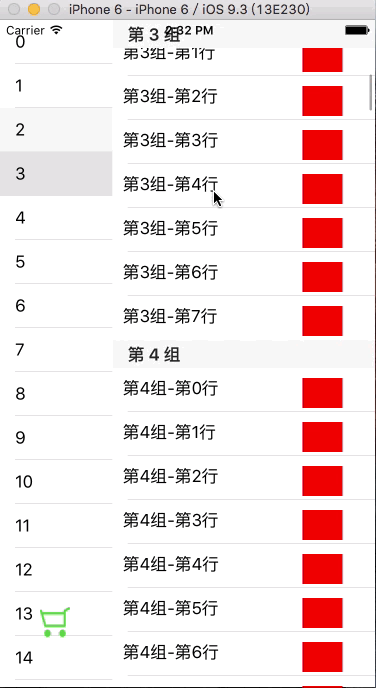 iPhone 6 - iPhone 6 / iOS 9.3 (13E230)
Carrier
2:32 PM
第 3 组
0
1
2
3
4
5
6
7
8
9
10
11
12
13
14
第3组-第1行
第3组-第2行
第3组-第3行
第3组-第4行
第3组-第5行
第3组-第6行
第3组-第7行
第 4 组
第4组-第0行
第4组-第1行
第4组-第2行
第4组-第3行
第4组-第4行
第4组-第5行
第4组-第6行